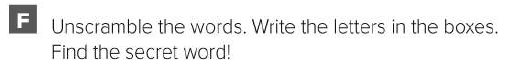 F Unscramble the words. Write the letters in the boxes.
Find the secret word!